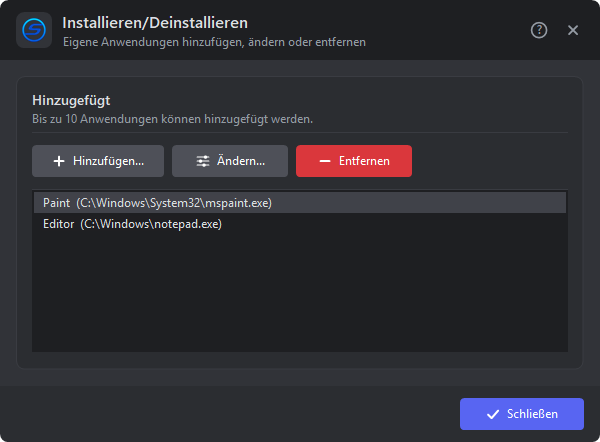 Installieren/Deinstallieren
Eigene Anwendungen hinzufügen, ändern oder entfernen
Hinzugefügt
Bis zu 10 Anwendungen können hinzugefügt werden.
Hinzufügen...
Ändern...
Entfernen
Paint (C:\Windows\System32\mspaint.exe)
Editor (C:\Windows\notepad.exe)
Schließen